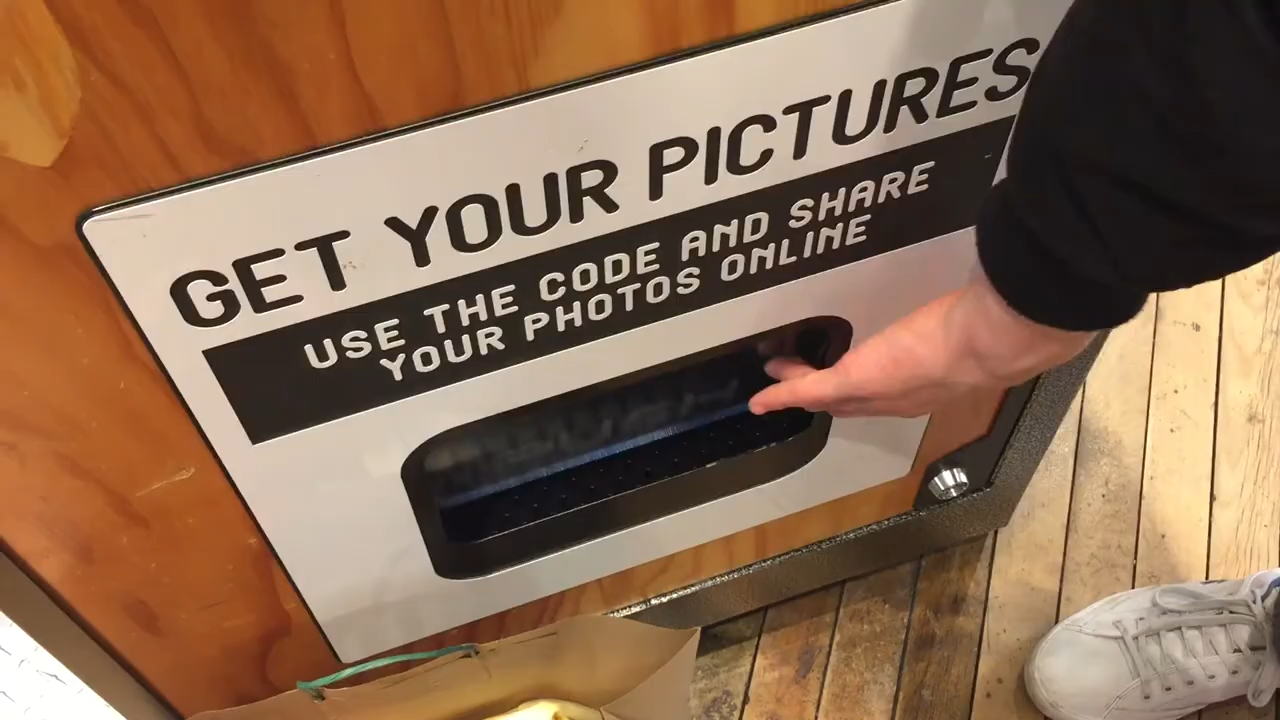 GET YOUR PICTURES
USE THE CODE AND SHARE
YOUR PHOTOS ONLINE